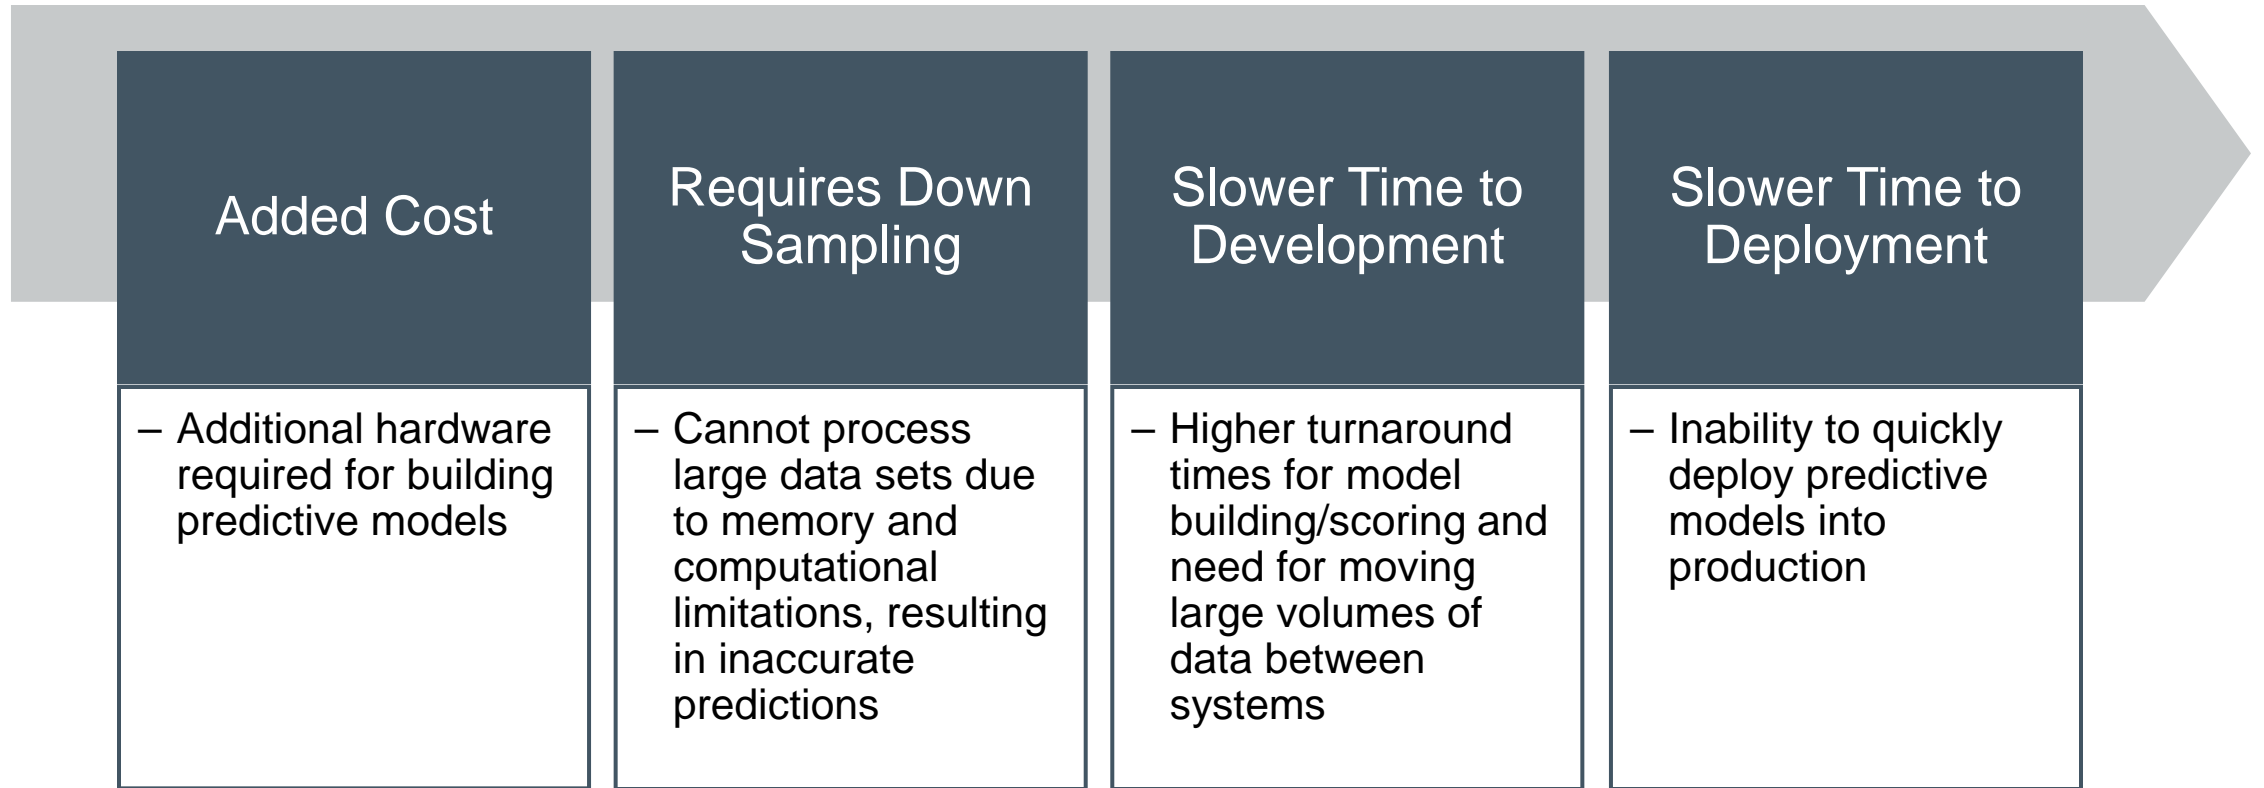 Added Cost
– Additional hardware
required for building
predictive models
Requires Down
Sampling
– Cannot process
large data sets due
to memory and
computational
limitations, resulting
in inaccurate
predictions
Slower Time to
Development
– Higher turnaround
times for model
building/scoring and
need for moving
large volumes of
data between
systems
Slower Time to
Deployment
– Inability to quickly
deploy predictive
models into
production